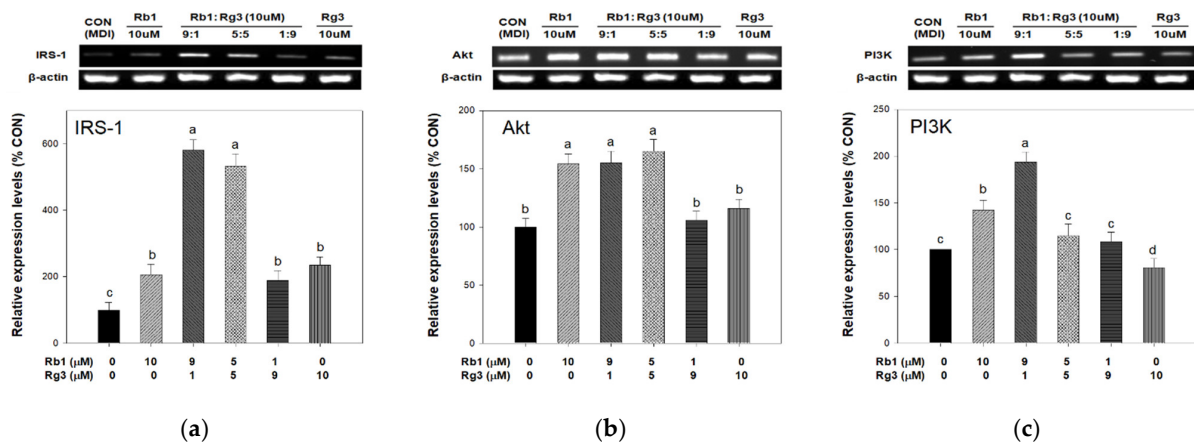 CON Rb1 Rb1: Rg3 (10uM) Rg3
(MDI) 10uM 9:1 5:5 1:9 10uM
IRS-1
β-actin
IRS-1
Relative expression levels (% CON)
600
400
200
0
c b a a b b
Rb1 (μM) 0 10 9 5 1 0
Rg3 (μM) 0 0 1 5 9 10
(a)
CON Rb1 Rb1: Rg3 (10uM) Rg3
(MDI) 10uM 9:1 5:5 1:9 10uM
Akt
β-actin
Akt
Relative expression levels (% CON)
200
150
100
50
0
b a a a b b
Rb1 (μM) 0 10 9 5 1 0
Rg3 (μM) 0 0 1 5 9 10
(b)
CON Rb1 Rb1: Rg3 (10uM) Rg3
(MDI) 10uM 9:1 5:5 1:9 10uM
PI3K
β-actin
PI3K
Relative expression levels (% CON)
250
200
150
100
50
0
c b a c c d
Rb1 (μM) 0 10 9 5 1 0
Rg3 (μM) 0 0 1 5 9 10
(c)